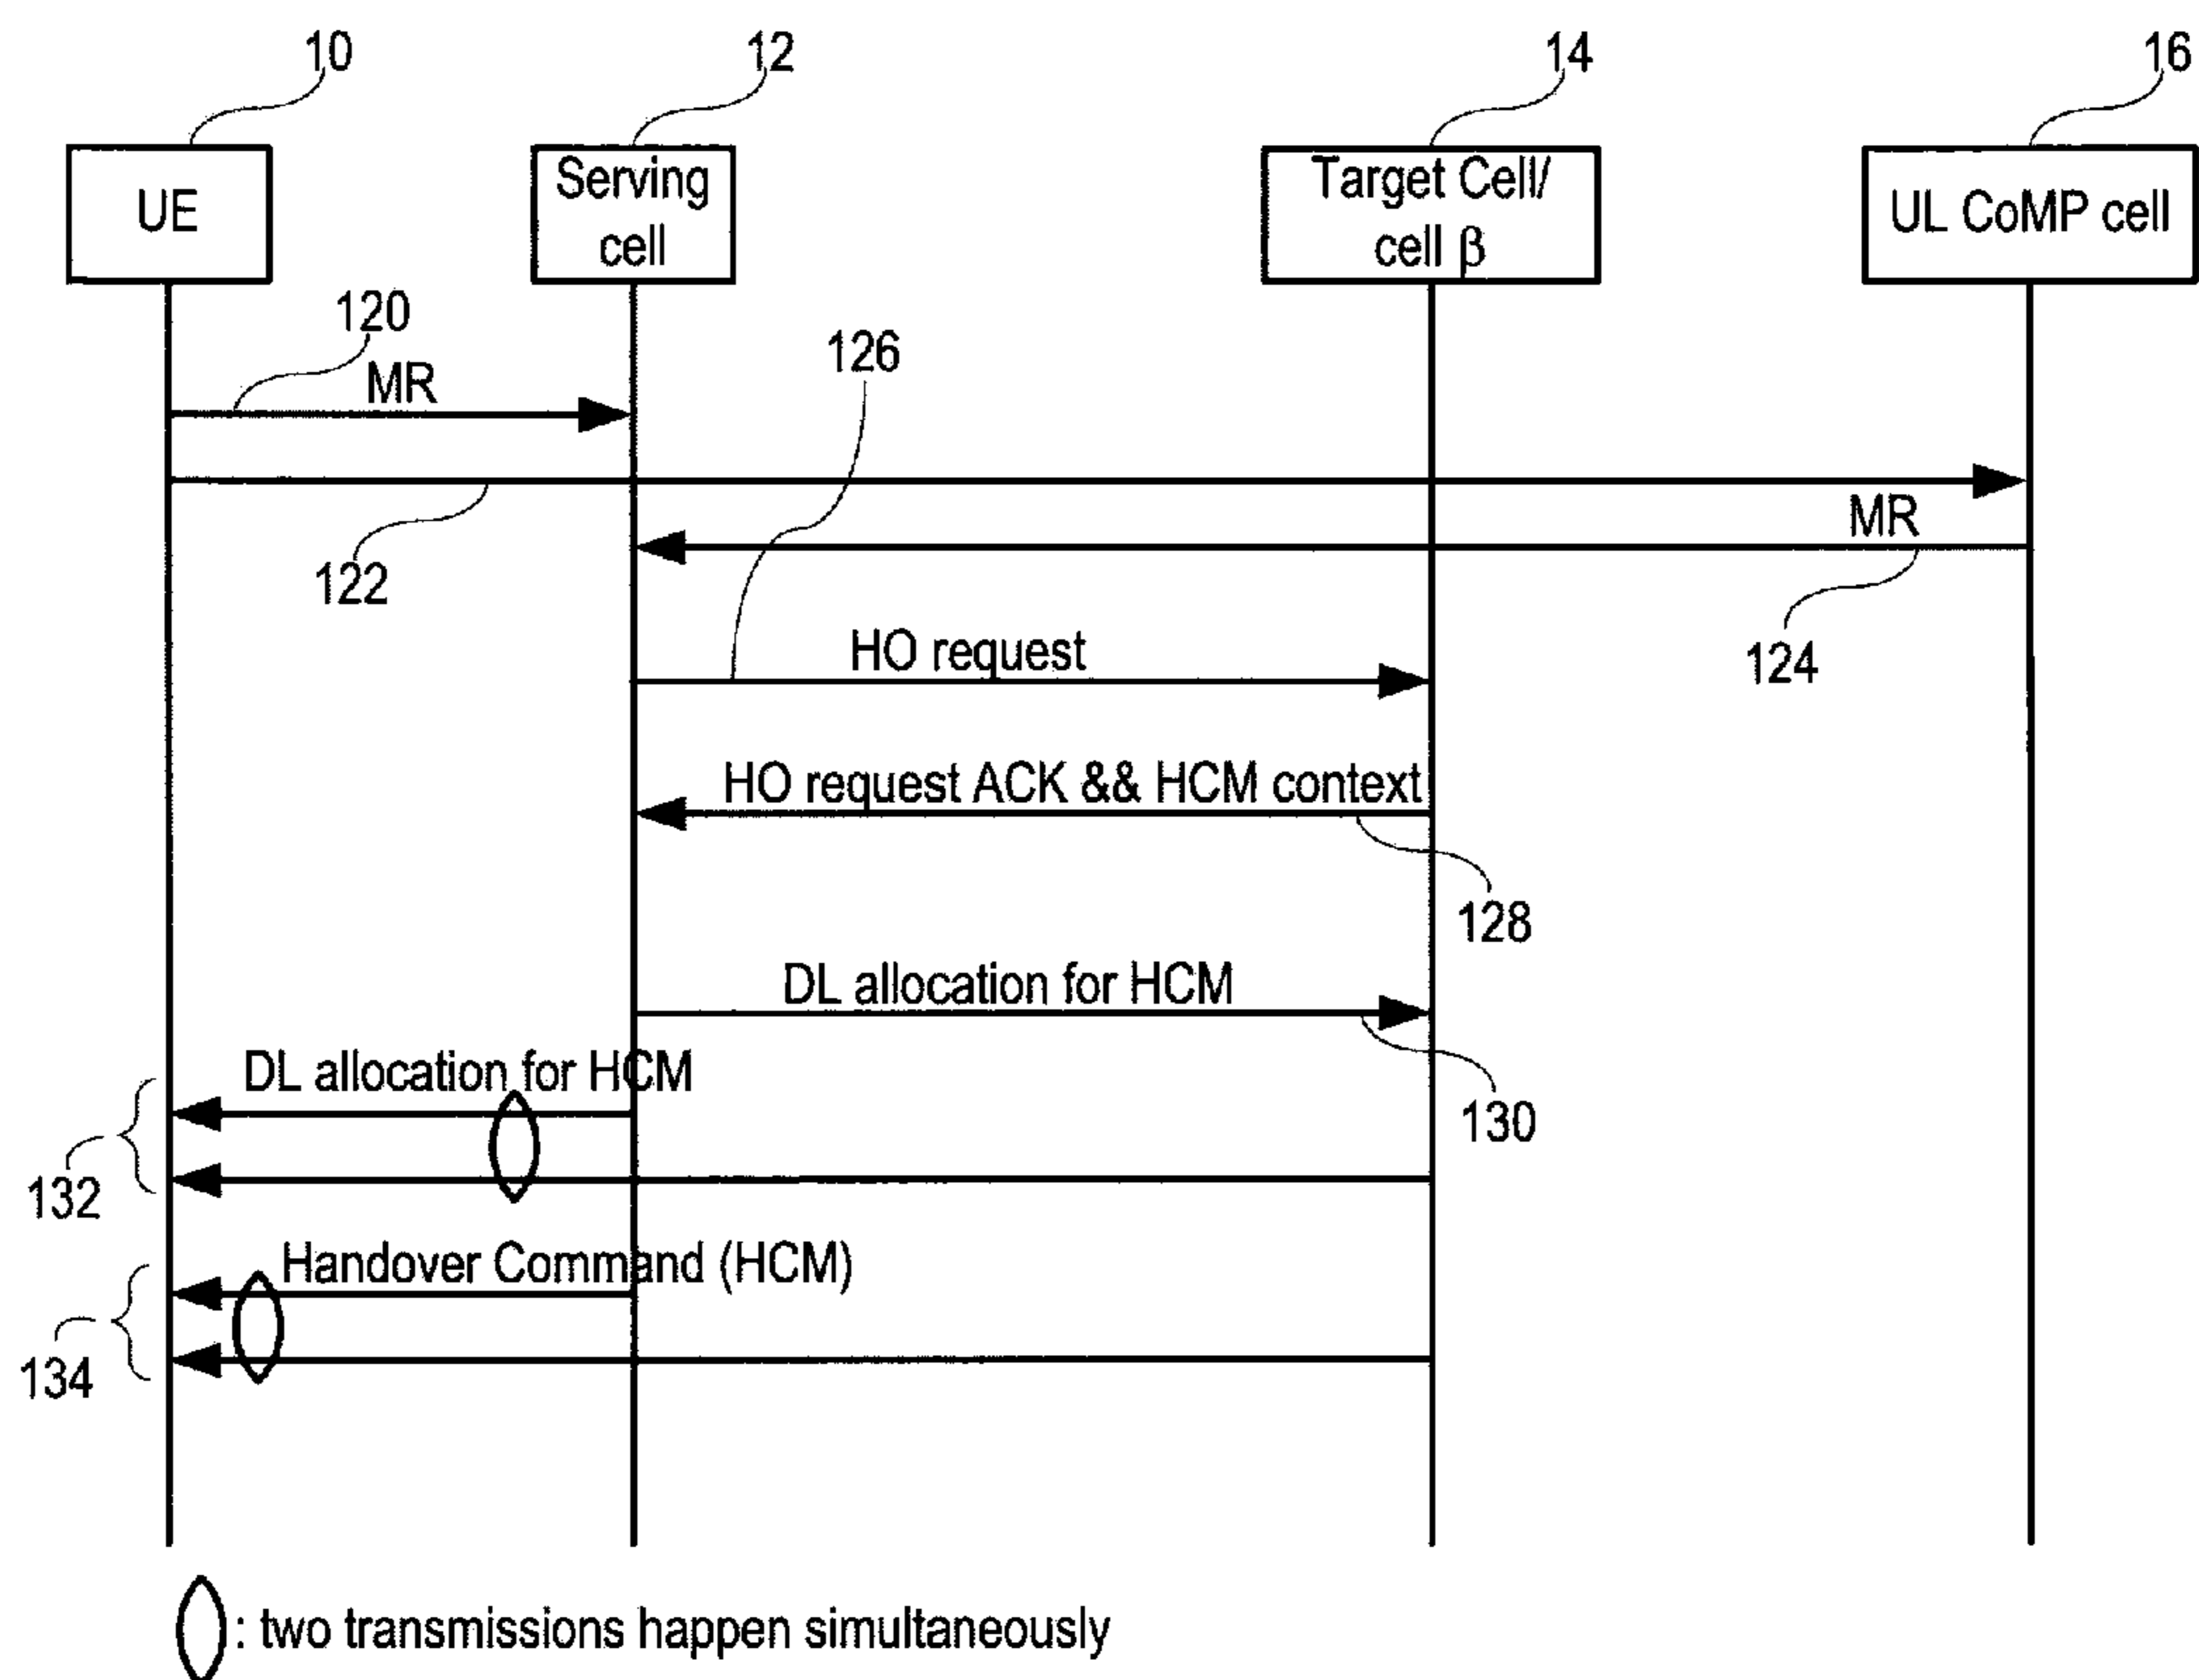 10
12
14
16
UE
Serving
cell
Target Cell/
cell β
UL CoMP cell
120
MR
126
122
MR
124
HO request
HO request ACK && HCM context
128
DL allocation for HCM
130
DL allocation for HCM
132
Handover Command (HCM)
134
: two transmissions happen simultaneously